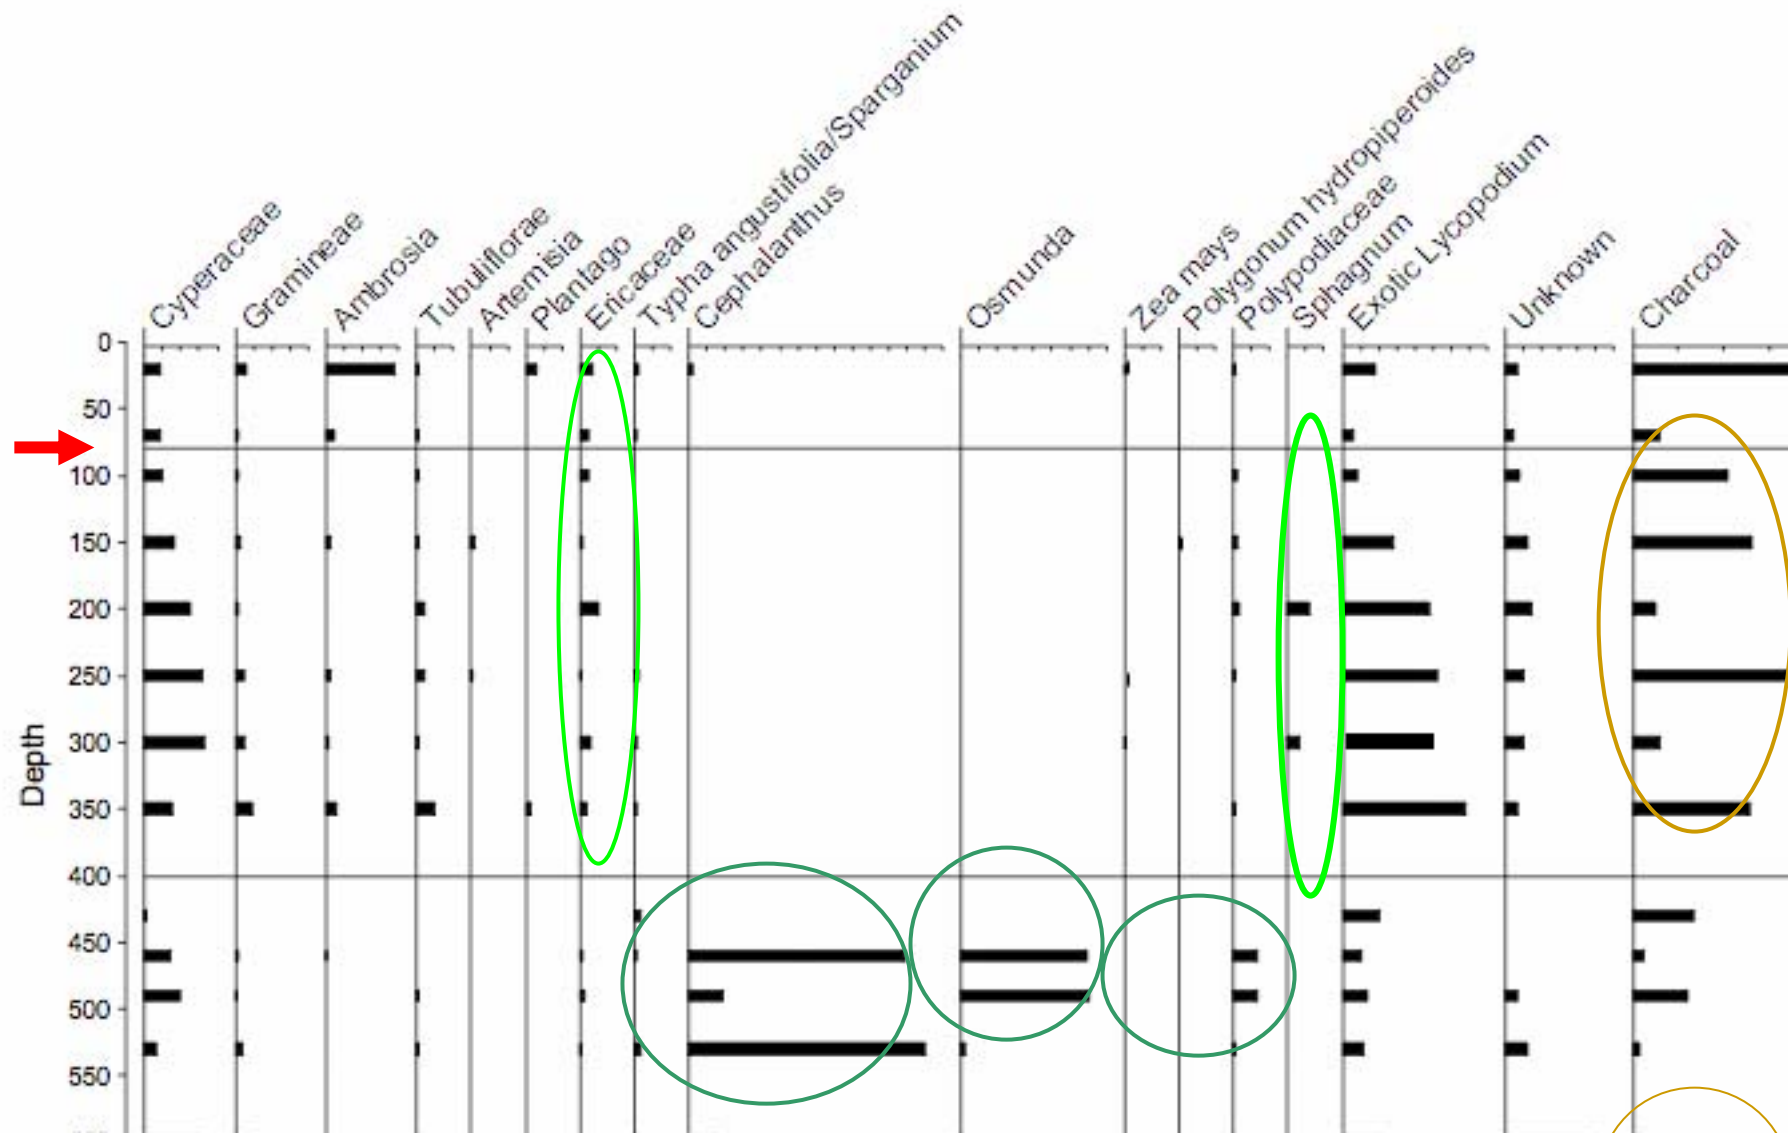 Cyperaceae
Gramineae
Ambrosia
Tubuliflorae
Artemisia
Plantago
Ericaceae
Typha angustifolia/Sparganium
Cephalanthus
Osmunda
Zea mays
Polygonum hydropiperoides
Polypodiaceae
Sphagnum
Exotic Lycopodium
Unknown
Charcoal
0
50
100
150
200
250
300
350
400
450
500
550
Depth